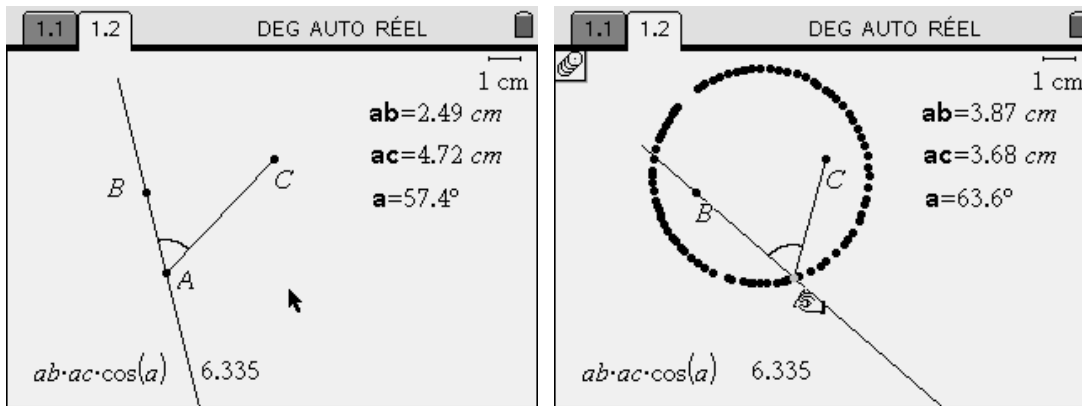 1.1 1.2 DEG AUTO RÉEL
1 cm
ab=2.49 cm
ac=4.72 cm
B
C
a=57.4°
A
ab·ac·cos(a) 6.335
1.1 1.2 DEG AUTO RÉEL
1 cm
ab=3.87 cm
ac=3.68 cm
C
a=63.6°
B
ab·ac·cos(a) 6.335